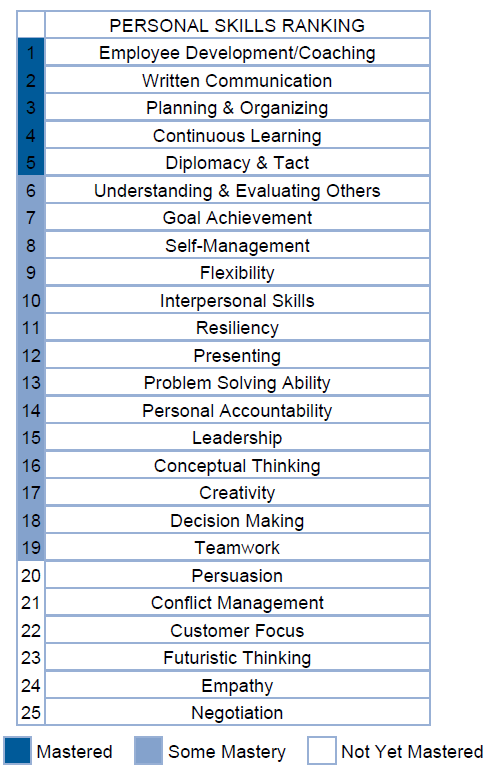 PERSONAL SKILLS RANKING
1 Employee Development/Coaching
2 Written Communication
3 Planning & Organizing
4 Continuous Learning
5 Diplomacy & Tact
6 Understanding & Evaluating Others
7 Goal Achievement
8 Self-Management
9 Flexibility
10 Interpersonal Skills
11 Resiliency
12 Presenting
13 Problem Solving Ability
14 Personal Accountability
15 Leadership
16 Conceptual Thinking
17 Creativity
18 Decision Making
19 Teamwork
20 Persuasion
21 Conflict Management
22 Customer Focus
23 Futuristic Thinking
24 Empathy
25 Negotiation
Mastered Some Mastery Not Yet Mastered